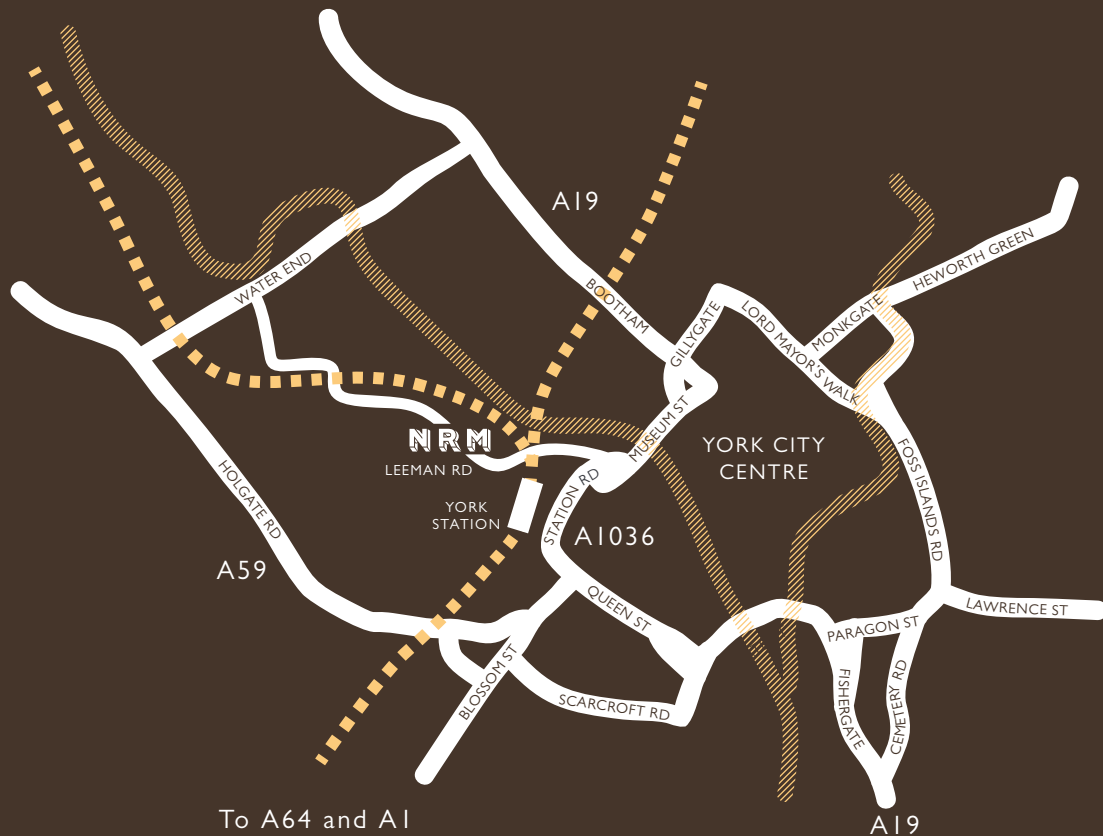 A19
WATER END
BOOTHAM
GILLYGATE
LORD MAYOR'S WALK
MONKGATE
HEWORTH GREEN
NRM
LEEMAN RD
MUSEUM ST
YORK CITY
CENTRE
YORK
STATION
STATION RD
A1036
HOLGATE RD
A59
FOSS ISLANDS RD
QUEEN ST
LAWRENCE ST
PARAGON ST
BLOSSOM ST
SCARCROFT RD
FISHERGATE
CEMETERY RD
To A64 and A1
A19